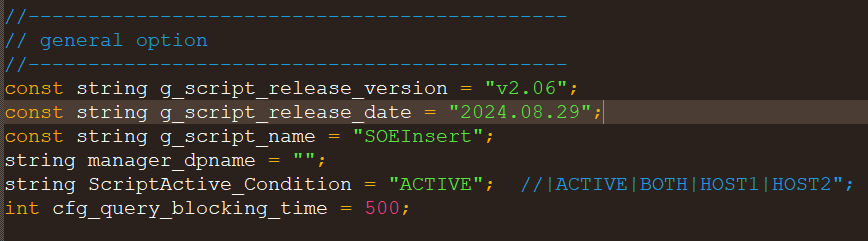 //---------------------------------------------
// general option
//---------------------------------------------
const string g_script_release_version = "v2.06";
const string g_script_release_date = "2024.08.29";
const string g_script_name = "SOEInsert";
string manager_dpname = "";
string ScriptActive_Condition = "ACTIVE";  //|ACTIVE|BOTH|HOST1|HOST2";
int cfg_query_blocking_time = 500;